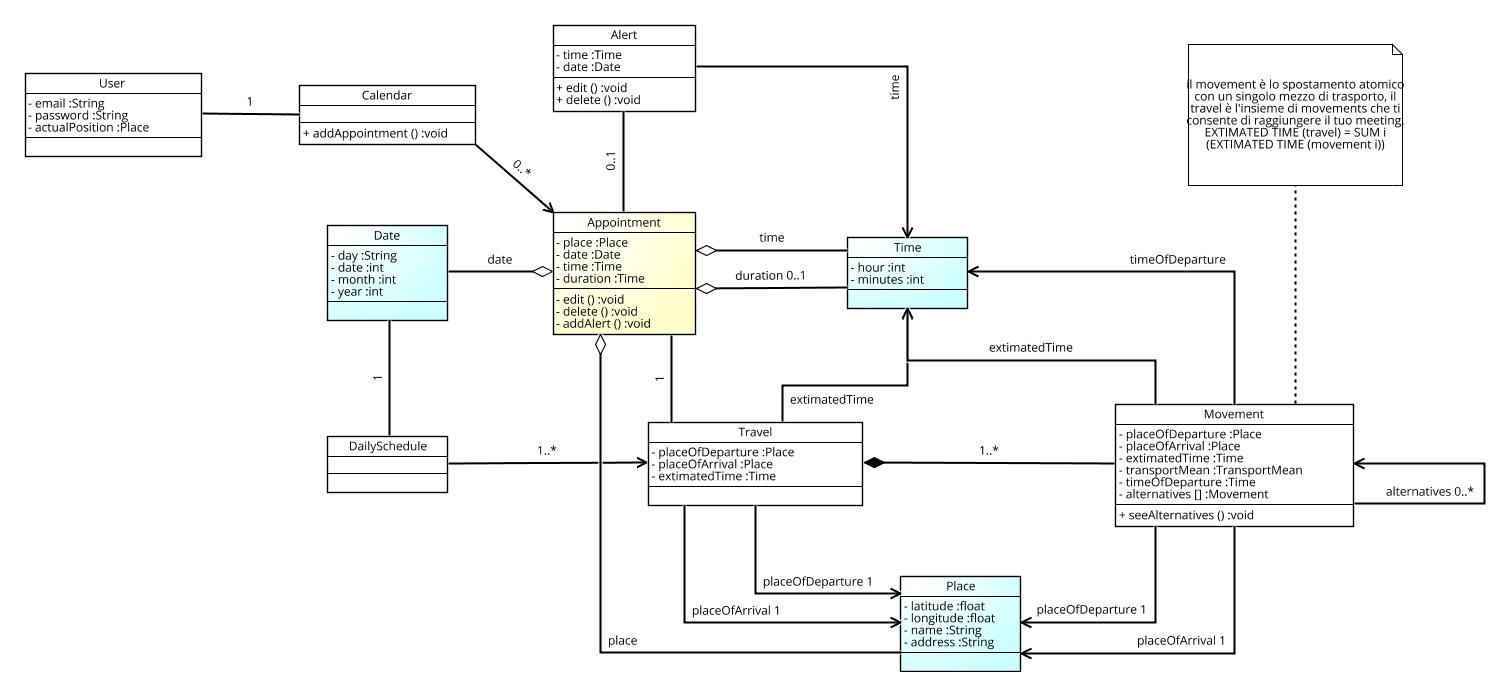 Alert
- time :Time
- date :Date
+ edit () :void
+ delete () :void
time
il movement è lo spostamento atomico
con un singolo mezzo di trasporto, il
travel è l'insieme di movements che ti
consente di raggiungere il tuo meeting.
EXTIMATED TIME (travel) = SUM i
(EXTIMATED TIME (movement i))
User
- email :String
- password :String
- actualPosition :Place
1
Calendar
+ addAppointment () :void
0..*
0..1
Date
- day :String
- date :int
- month :int
- year :int
date
Appointment
- place :Place
- date :Date
- time :Time
- duration :Time
- edit () :void
- delete () :void
- addAlert () :void
time
duration 0..1
Time
- hour :int
- minutes :int
timeOfDeparture
extimatedTime
extimatedTime
1
1
DailySchedule
1..*
Travel
- placeOfDeparture :Place
- placeOfArrival :Place
- extimatedTime :Time
1..*
Movement
- placeOfDeparture :Place
- placeOfArrival :Place
- extimatedTime :Time
- transportMean :TransportMean
- timeOfDeparture :Time
- alternatives [] :Movement
+ seeAlternatives () :void
alternatives 0..*
placeOfDeparture 1
placeOfArrival 1
place
Place
- latitude :float
- longitude :float
- name :String
- address :String
placeOfDeparture 1
placeOfArrival 1